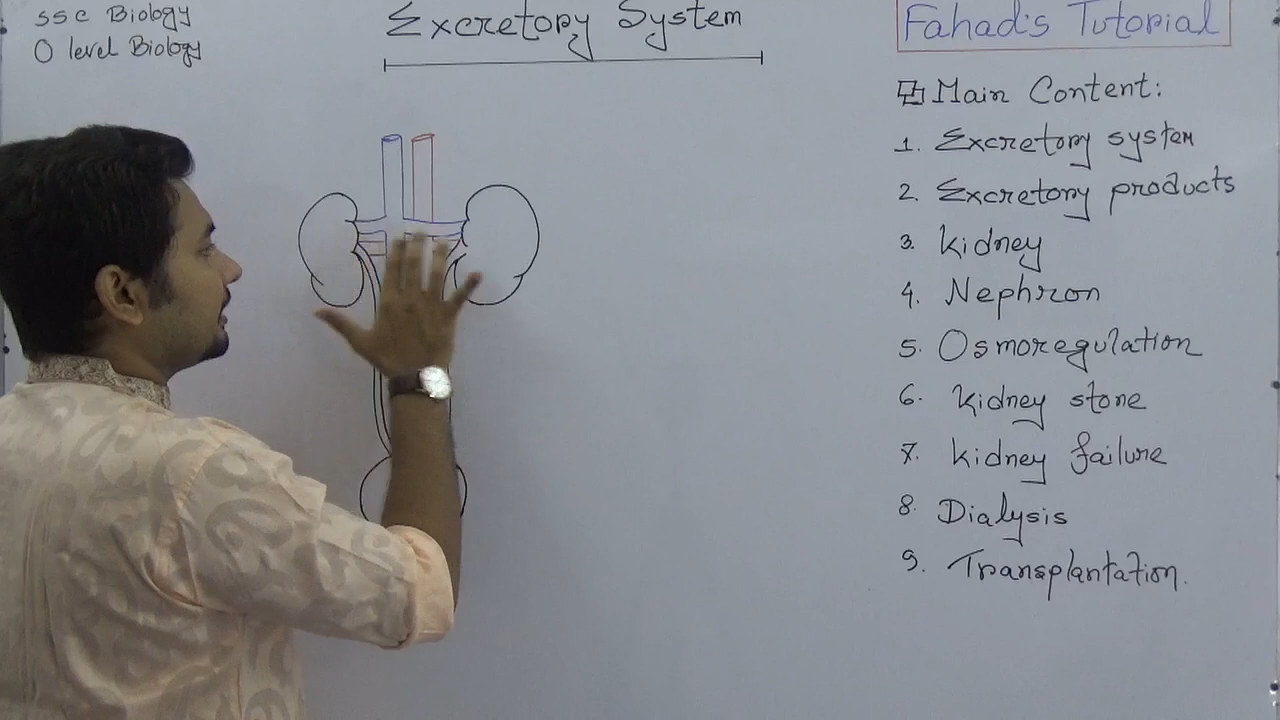 ssc Biology
O level Biology
Excretory System
Fahad's Tutorial
Main Content:
1. Excretory system
2. Excretory products
3. Kidney
4. Nephron
5. Osmoregulation
6. Kidney stone
7. Kidney failure
8. Dialysis
9. Transplantation.